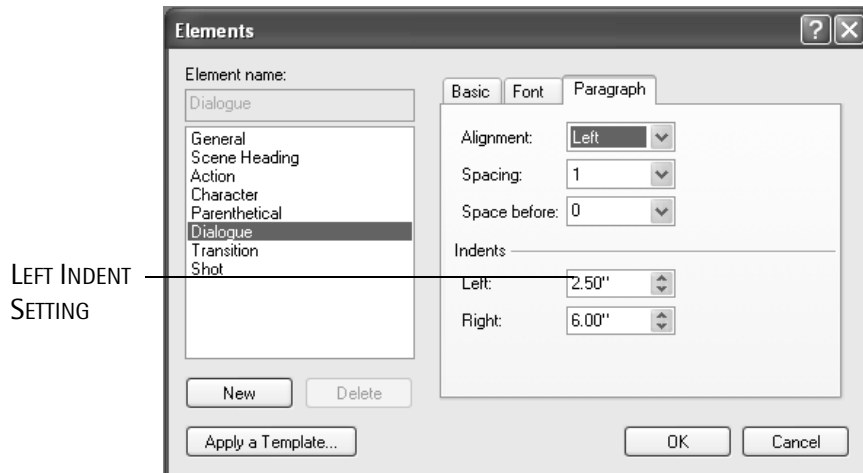 Elements
Element name:
Dialogue
General
Scene Heading
Action
Character
Parenthetical
Dialogue
Transition
Shot
New
Delete
Apply a Template...
Basic
Font
Paragraph
Alignment:
Left
Spacing:
1
Space before:
0
Indents
Left:
2.50"
Right:
6.00"
OK
Cancel
LEFT INDENT
SETTING